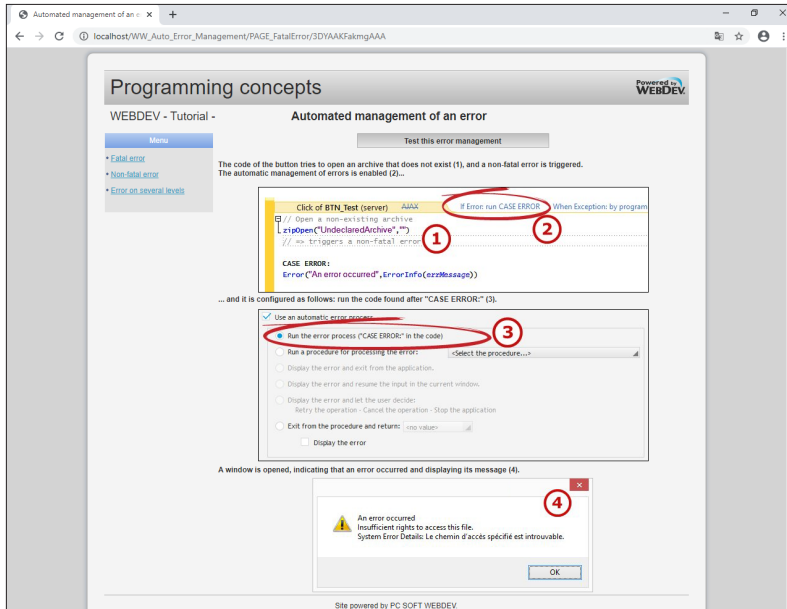 Automated management of an e
localhost/WW_Auto_Error_Management/PAGE_FatalError/3DYAAKFakmgAAA
Programming concepts
Powered by
WEBDEV.
WEBDEV - Tutorial -
Automated management of an error
Menu
Test this error management
Fatal error
Non-fatal error
Error on several levels
The code of the button tries to open an archive that does not exist (1), and a non-fatal error is triggered.
The automatic management of errors is enabled (2)...
Click of BTN_Test (server) AJAX If Error: run CASE ERROR When Exception: by program
// Open a non-existing archive
zipOpen("UndeclaredArchive","")
// => triggers a non-fatal error
1
2
CASE ERROR:
Error("An error occurred",ErrorInfo(errMessage))
... and it is configured as follows: run the code found after "CASE ERROR:" (3).
Use an automatic error process
Run the error process ("CASE ERROR:" in the code)
3
Run a procedure for processing the error: <Select the procedure...>
Display the error and exit from the application.
Display the error and resume the input in the current window.
Display the error and let the user decide:
Retry the operation - Cancel the operation - Stop the application
Exit from the procedure and return: <no value>
Display the error
A window is opened, indicating that an error occurred and displaying its message (4).
4
An error occurred
Insufficient rights to access this file.
System Error Details: Le chemin d'accès spécifié est introuvable.
OK
Site powered by PC SOFT WEBDEV.